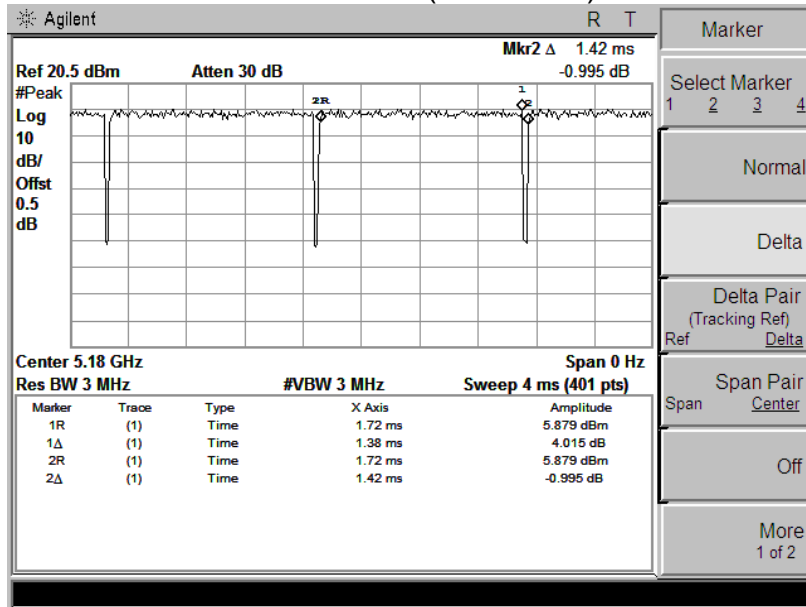 Agilent R T
Mkr2 Δ 1.42 ms
Ref 20.5 dBm Atten 30 dB -0.995 dB
#Peak
Log
10
dB/
Offst
0.5
dB
2R
1
2
Center 5.18 GHz Span 0 Hz
Res BW 3 MHz #VBW 3 MHz Sweep 4 ms (401 pts)
Marker Trace Type X Axis Amplitude
1R (1) Time 1.72 ms 5.879 dBm
1Δ (1) Time 1.38 ms 4.015 dB
2R (1) Time 1.72 ms 5.879 dBm
2Δ (1) Time 1.42 ms -0.995 dB
Marker
Select Marker
1 2 3 4
Normal
Delta
Delta Pair
(Tracking Ref)
Ref Delta
Span Pair
Span Center
Off
More
1 of 2